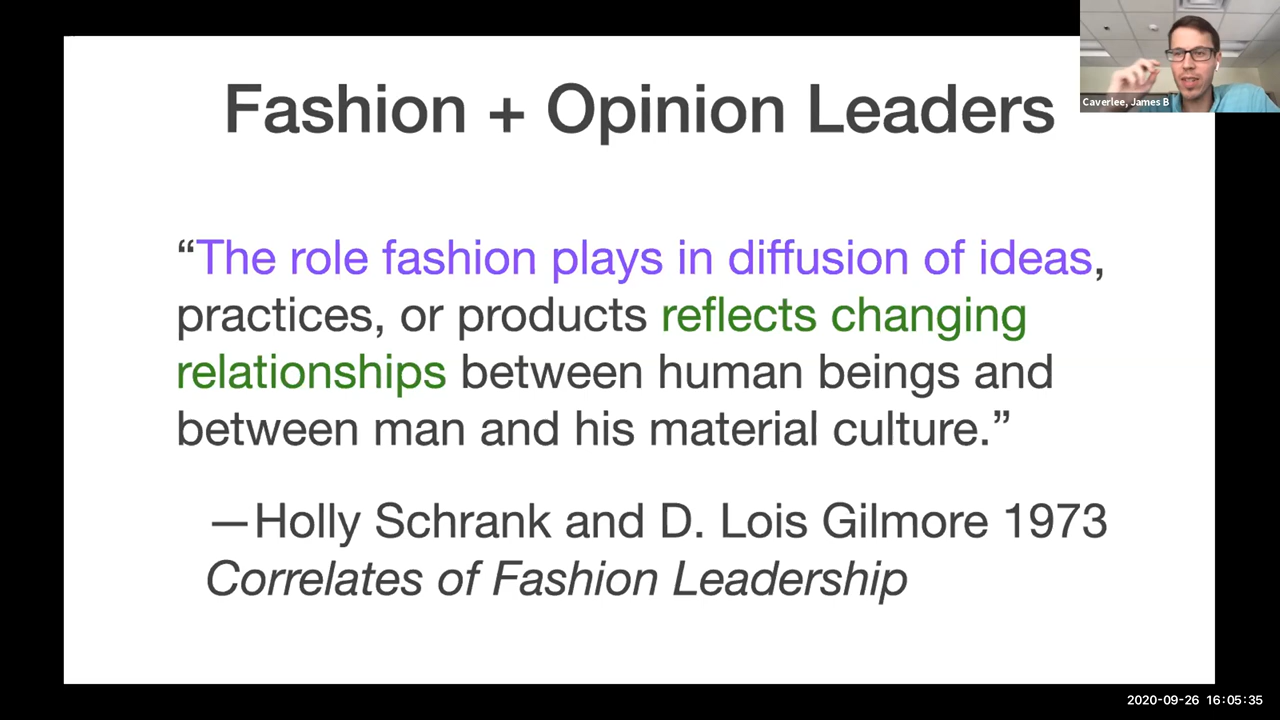 Fashion + Opinion Leaders
Caverlee, James B
“The role fashion plays in diffusion of ideas,
practices, or products reflects changing
relationships between human beings and
between man and his material culture.”
—Holly Schrank and D. Lois Gilmore 1973
Correlates of Fashion Leadership
2020-09-26 16:05:35